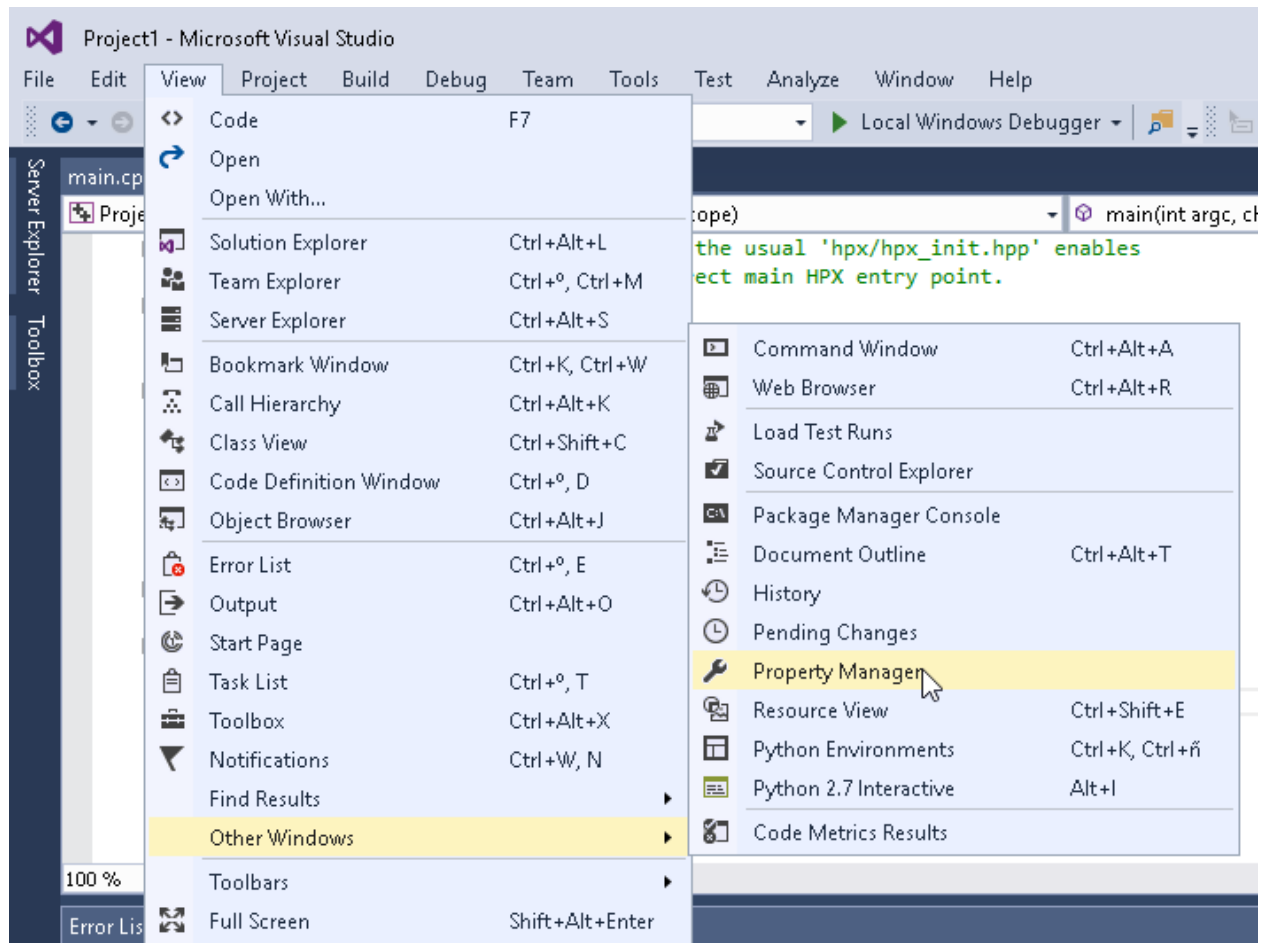 Project1 - Microsoft Visual Studio
File Edit View Project Build Debug Team Tools Test Analyze Window Help
Local Windows Debugger
Server Explorer
Toolbox
main.cp
Proje
cope)
main(int argc, cl
the usual 'hpx/hpx_init.hpp' enables
ect main HPX entry point.
Code F7
Open
Open With...
Solution Explorer Ctrl+Alt+L
Team Explorer Ctrl+º, Ctrl+M
Server Explorer Ctrl+Alt+S
Bookmark Window Ctrl+K, Ctrl+W
Call Hierarchy Ctrl+Alt+K
Class View Ctrl+Shift+C
Code Definition Window Ctrl+º, D
Object Browser Ctrl+Alt+J
Error List Ctrl+º, E
Output Ctrl+Alt+O
Start Page
Task List Ctrl+º, T
Toolbox Ctrl+Alt+X
Notifications Ctrl+W, N
Find Results
Other Windows
Toolbars
Full Screen Shift+Alt+Enter
Command Window Ctrl+Alt+A
Web Browser Ctrl+Alt+R
Load Test Runs
Source Control Explorer
Package Manager Console
Document Outline Ctrl+Alt+T
History
Pending Changes
Property Manager
Resource View Ctrl+Shift+E
Python Environments Ctrl+K, Ctrl+ñ
Python 2.7 Interactive Alt+I
Code Metrics Results
100 %
Error Lis